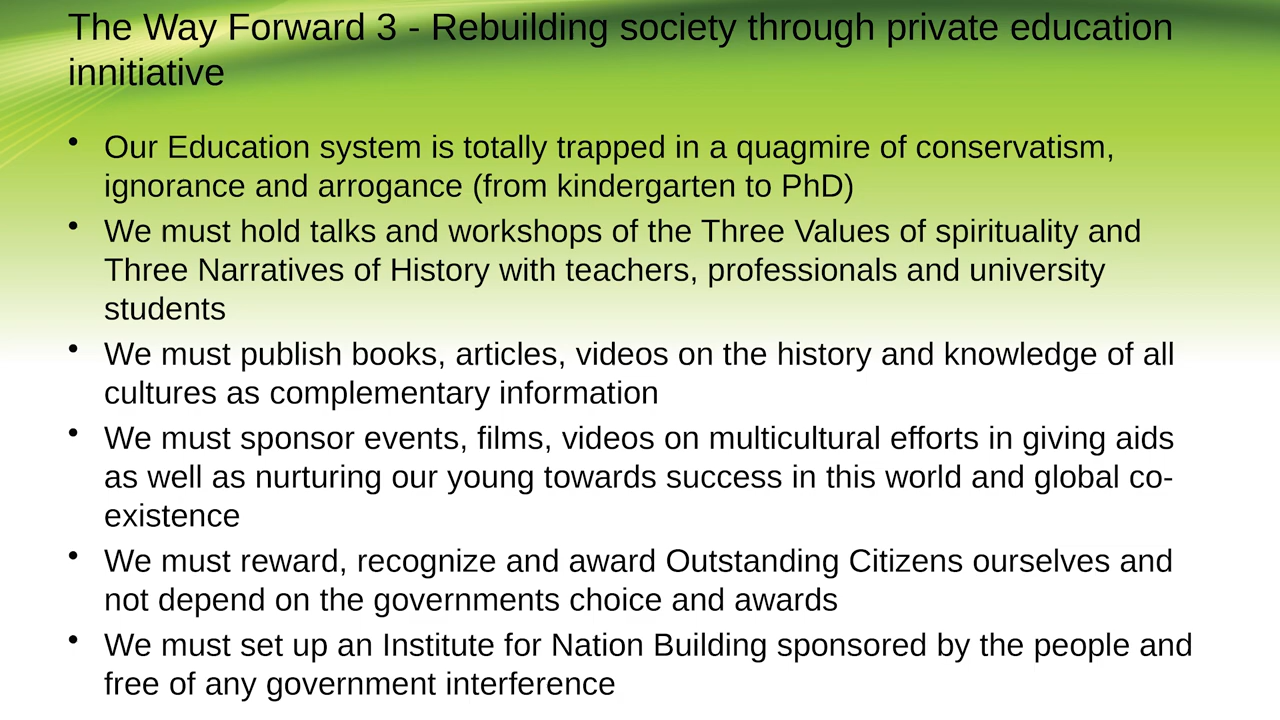 The Way Forward 3 - Rebuilding society through private education
innitiative
• Our Education system is totally trapped in a quagmire of conservatism,
ignorance and arrogance (from kindergarten to PhD)
• We must hold talks and workshops of the Three Values of spirituality and
Three Narratives of History with teachers, professionals and university
students
• We must publish books, articles, videos on the history and knowledge of all
cultures as complementary information
• We must sponsor events, films, videos on multicultural efforts in giving aids
as well as nurturing our young towards success in this world and global co-
existence
• We must reward, recognize and award Outstanding Citizens ourselves and
not depend on the governments choice and awards
• We must set up an Institute for Nation Building sponsored by the people and
free of any government interference